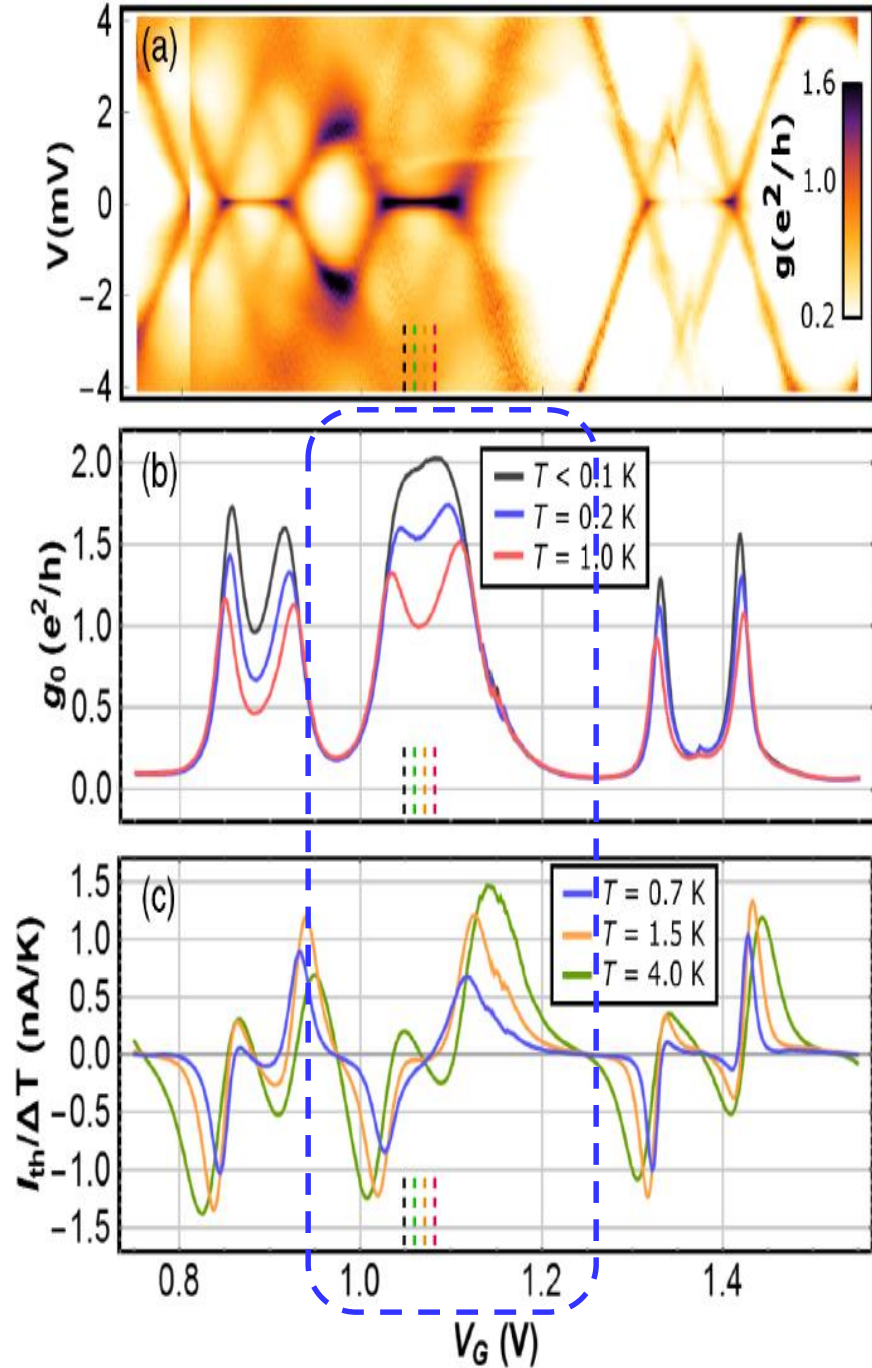 (a)
4
2
0
−2
−4
V(mV)
1.6
1.0
0.2
g(e²/h)
(b)
2.0
1.5
1.0
0.5
0.0
g₀ (e²/h)
T < 0.1 K
T = 0.2 K
T = 1.0 K
(c)
1.5
1.0
0.5
0.0
−0.5
−1.0
−1.5
Iₜₕ/ΔT (nA/K)
T = 0.7 K
T = 1.5 K
T = 4.0 K
0.8 1.0 1.2 1.4
V_G (V)